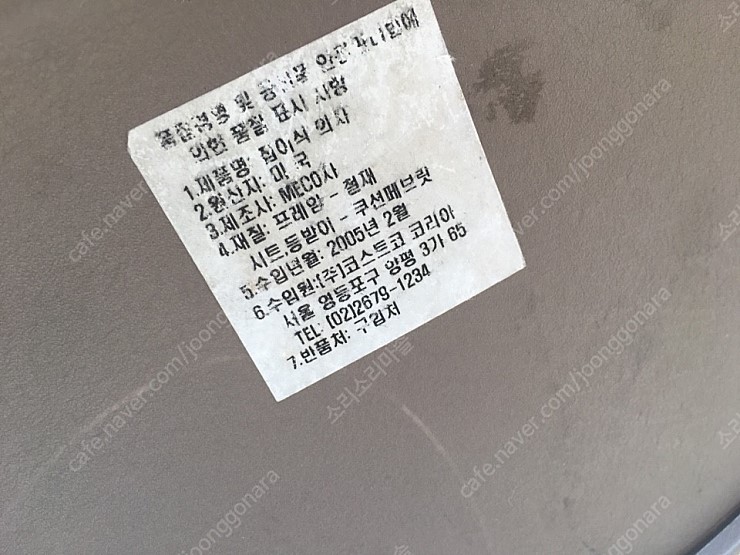 품질경영 및 공산품 안전관리법에
의한 품질 표시 사항
1.제품명: 접이식 의자
2.원산지: 미 국
3.제조사: MECO사
4.재질: 프레임 - 철재
시트등받이 - 쿠션페브릿
5.수입년월: 2005년 2월
6.수입원:(주)코스트코 코리아
서울 영등포구 양평 3가 65
TEL: (02)2679-1234
7.반품처: 구입처
cafe.naver.com/joonggonara
소리소리마을